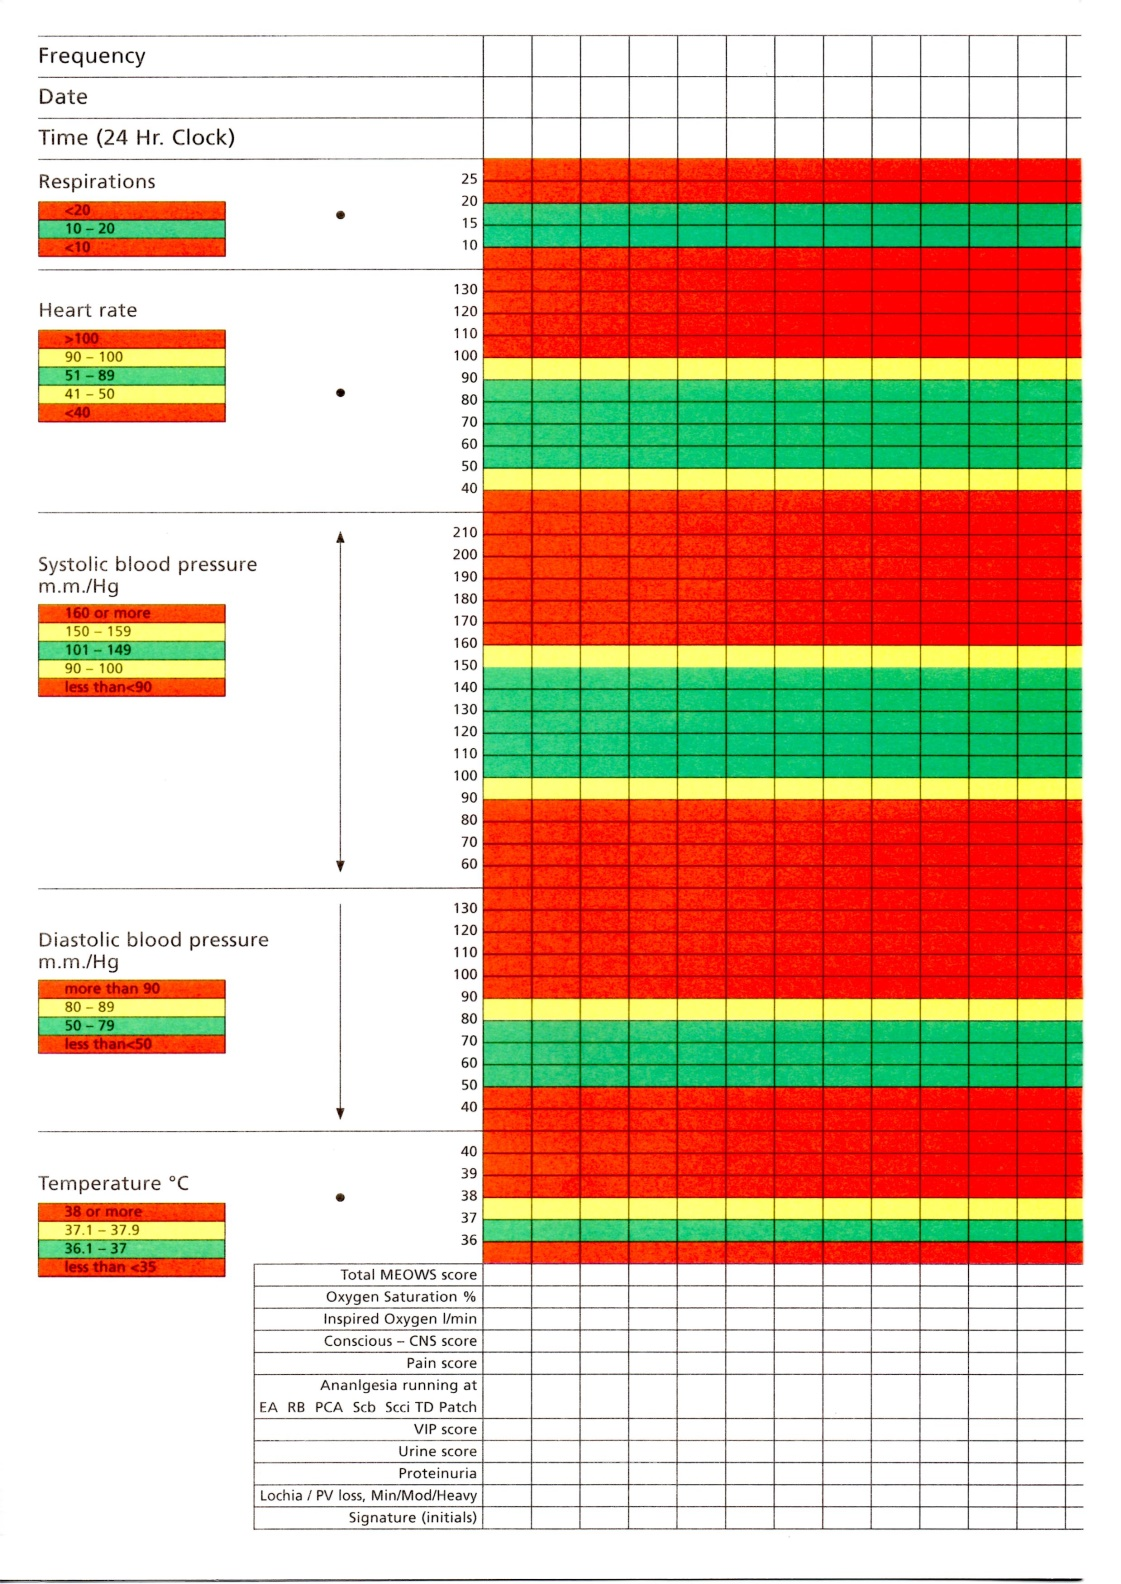 Frequency
Date
Time (24 Hr. Clock)
Respirations
<20
10 – 20
<10
25
20
15
10
Heart rate
>100
90 – 100
51 – 89
41 – 50
<40
130
120
110
100
90
80
70
60
50
40
Systolic blood pressure
m.m./Hg
160 or more
150 – 159
101 – 149
90 – 100
less than<90
210
200
190
180
170
160
150
140
130
120
110
100
90
80
70
60
Diastolic blood pressure
m.m./Hg
more than 90
80 – 89
50 – 79
less than<50
130
120
110
100
90
80
70
60
50
40
Temperature °C
38 or more
37.1 – 37.9
36.1 – 37
less than <35
40
39
38
37
36
Total MEOWS score
Oxygen Saturation %
Inspired Oxygen l/min
Conscious – CNS score
Pain score
Ananlgesia running at
EA RB PCA Scb Scci TD Patch
VIP score
Urine score
Proteinuria
Lochia / PV loss, Min/Mod/Heavy
Signature (initials)